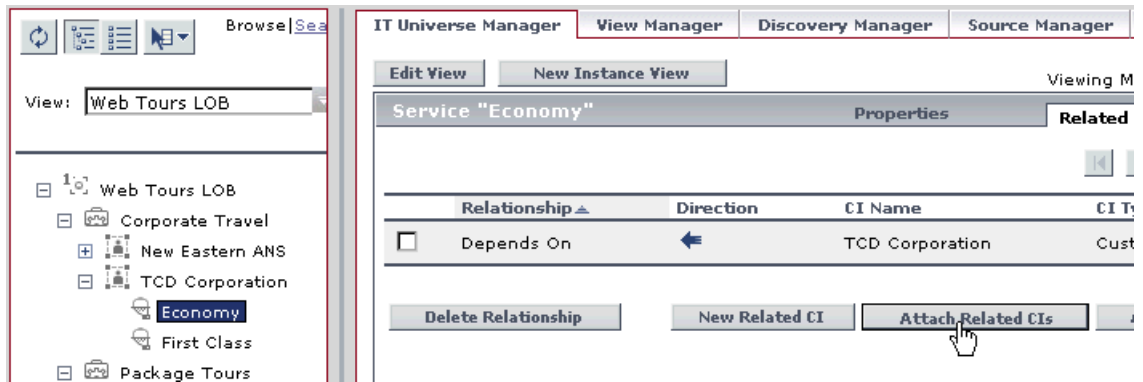 Browse|Sea
View: Web Tours LOB
Web Tours LOB
Corporate Travel
New Eastern ANS
TCD Corporation
Economy
First Class
Package Tours
IT Universe Manager View Manager Discovery Manager Source Manager
Edit View New Instance View
Viewing M
Service "Economy" Properties Related
Relationship Direction CI Name CI Ty
Depends On TCD Corporation Cust
Delete Relationship New Related CI Attach Related CIs